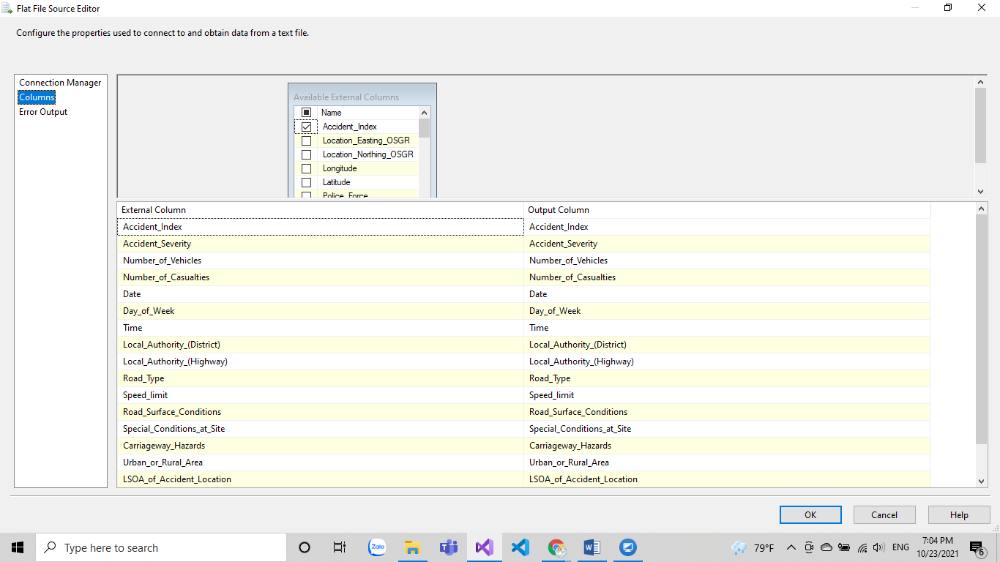 Flat File Source Editor
Configure the properties used to connect to and obtain data from a text file.
Connection Manager
Columns
Error Output
Available External Columns
Name
Accident_Index
Location_Easting_OSGR
Location_Northing_OSGR
Longitude
Latitude
Police_Force
External Column Output Column
Accident_Index Accident_Index
Accident_Severity Accident_Severity
Number_of_Vehicles Number_of_Vehicles
Number_of_Casualties Number_of_Casualties
Date Date
Day_of_Week Day_of_Week
Time Time
Local_Authority_(District) Local_Authority_(District)
Local_Authority_(Highway) Local_Authority_(Highway)
Road_Type Road_Type
Speed_limit Speed_limit
Road_Surface_Conditions Road_Surface_Conditions
Special_Conditions_at_Site Special_Conditions_at_Site
Carriageway_Hazards Carriageway_Hazards
Urban_or_Rural_Area Urban_or_Rural_Area
LSOA_of_Accident_Location LSOA_of_Accident_Location
OK Cancel Help
Type here to search
Zalo
79°F
ENG
7:04 PM
10/23/2021
6